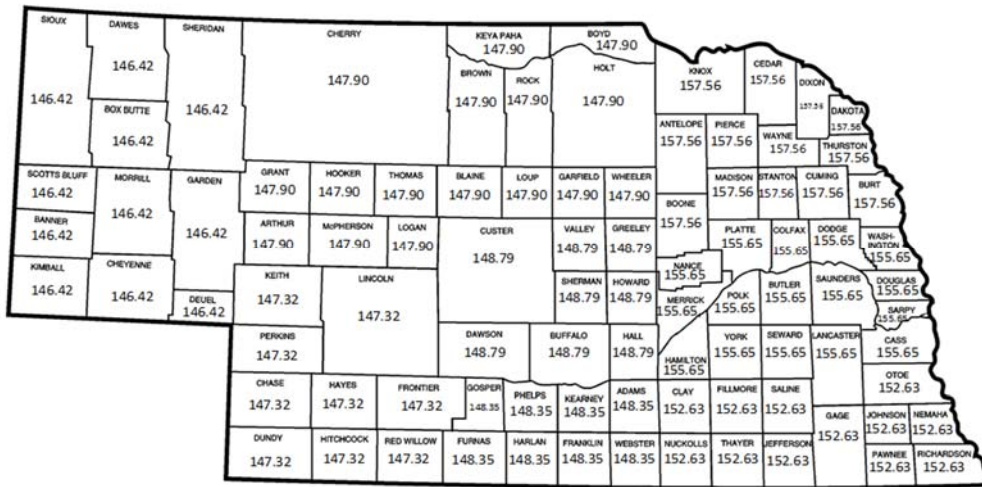 SIOUX
146.42
DAWES
146.42
SHERIDAN
146.42
CHERRY
147.90
KEYA PAHA
147.90
BOYD
147.90
BROWN
147.90
ROCK
147.90
HOLT
147.90
KNOX
157.56
CEDAR
157.56
DIXON
157.56
DAKOTA
157.56
BOX BUTTE
146.42
ANTELOPE
157.56
PIERCE
157.56
WAYNE
157.56
THURSTON
157.56
SCOTTS BLUFF
146.42
MORRILL
146.42
GARDEN
146.42
GRANT
147.90
HOOKER
147.90
THOMAS
147.90
BLAINE
147.90
LOUP
147.90
GARFIELD
147.90
WHEELER
147.90
BOONE
157.56
MADISON
157.56
STANTON
157.56
CUMING
157.56
BURT
157.56
BANNER
146.42
ARTHUR
147.90
McPHERSON
147.90
LOGAN
147.90
CUSTER
148.79
VALLEY
148.79
GREELEY
148.79
PLATTE
155.65
COLFAX
155.65
DODGE
155.65
WASH-
INGTON
155.65
KIMBALL
146.42
CHEYENNE
146.42
DEUEL
146.42
KEITH
147.32
LINCOLN
147.32
SHERMAN
148.79
HOWARD
148.79
NANCE
155.65
MERRICK
155.65
POLK
155.65
BUTLER
155.65
SAUNDERS
155.65
DOUGLAS
155.65
SARPY
155.65
PERKINS
147.32
DAWSON
148.79
BUFFALO
148.79
HALL
148.79
HAMILTON
155.65
YORK
155.65
SEWARD
155.65
LANCASTER
155.65
CASS
155.65
OTOE
152.63
CHASE
147.32
HAYES
147.32
FRONTIER
147.32
GOSPER
148.35
PHELPS
148.35
KEARNEY
148.35
ADAMS
148.35
CLAY
152.63
FILLMORE
152.63
SALINE
152.63
GAGE
152.63
JOHNSON
152.63
NEMAHA
152.63
DUNDY
147.32
HITCHCOCK
147.32
RED WILLOW
147.32
FURNAS
148.35
HARLAN
148.35
FRANKLIN
148.35
WEBSTER
148.35
NUCKOLLS
152.63
THAYER
152.63
JEFFERSON
152.63
PAWNEE
152.63
RICHARDSON
152.63